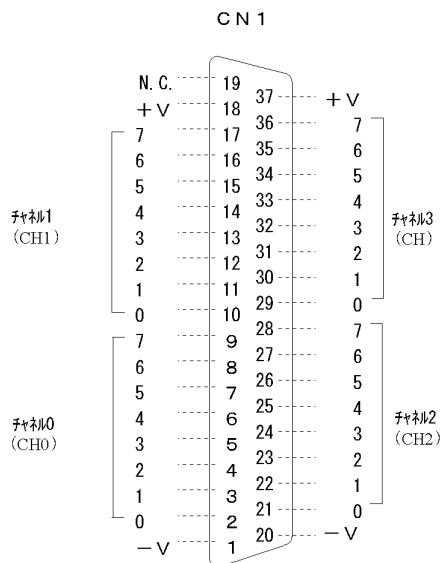 CN1
N.C. 19
37 +V
+V 18
36 7
7 17
35 6
6 16
34 5
5 15
33 4
4 14
32 3
3 13
31 2
2 12
30 1
1 11
29 0
0 10
28 7
7 9
27 6
6 8
26 5
5 7
25 4
4 6
24 3
3 5
23 2
2 4
22 1
1 3
21 0
0 2
20 -V
-V 1
ﾁｬﾈﾙ1
(CH1)
ﾁｬﾈﾙ0
(CH0)
ﾁｬﾈﾙ3
(CH)
ﾁｬﾈﾙ2
(CH2)